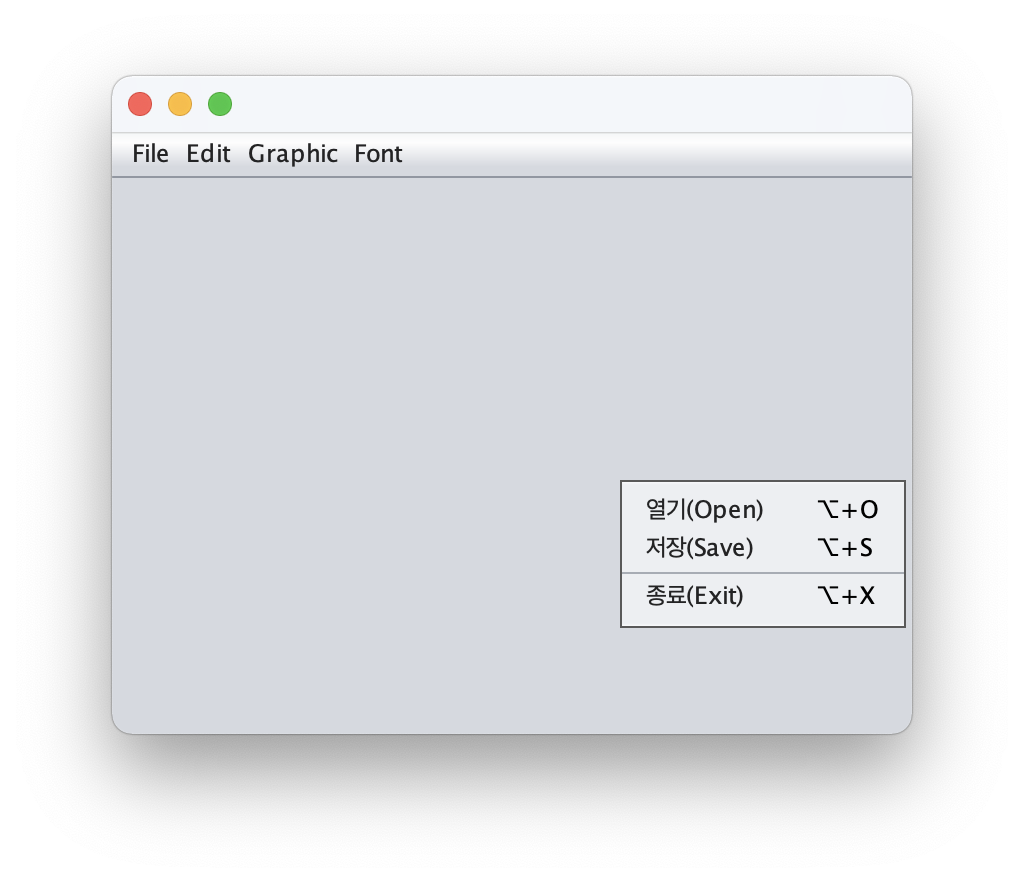 File Edit Graphic Font
열기(Open) ⌥+O
저장(Save) ⌥+S
종료(Exit) ⌥+X